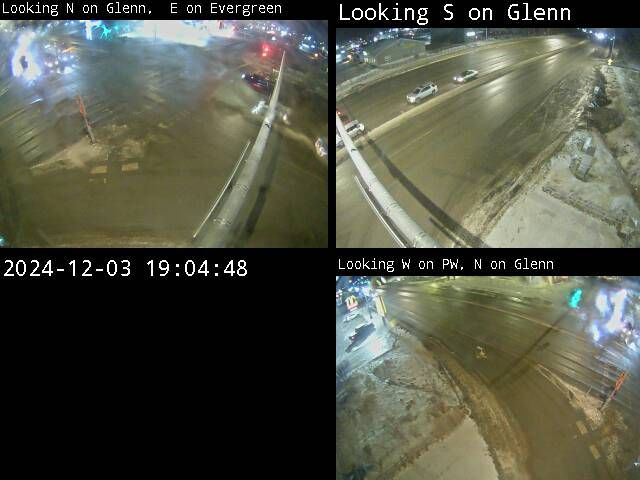 Looking N on Glenn,  E on Evergreen
Looking S on Glenn
2024-12-03 19:04:48
Looking W on PW, N on Glenn